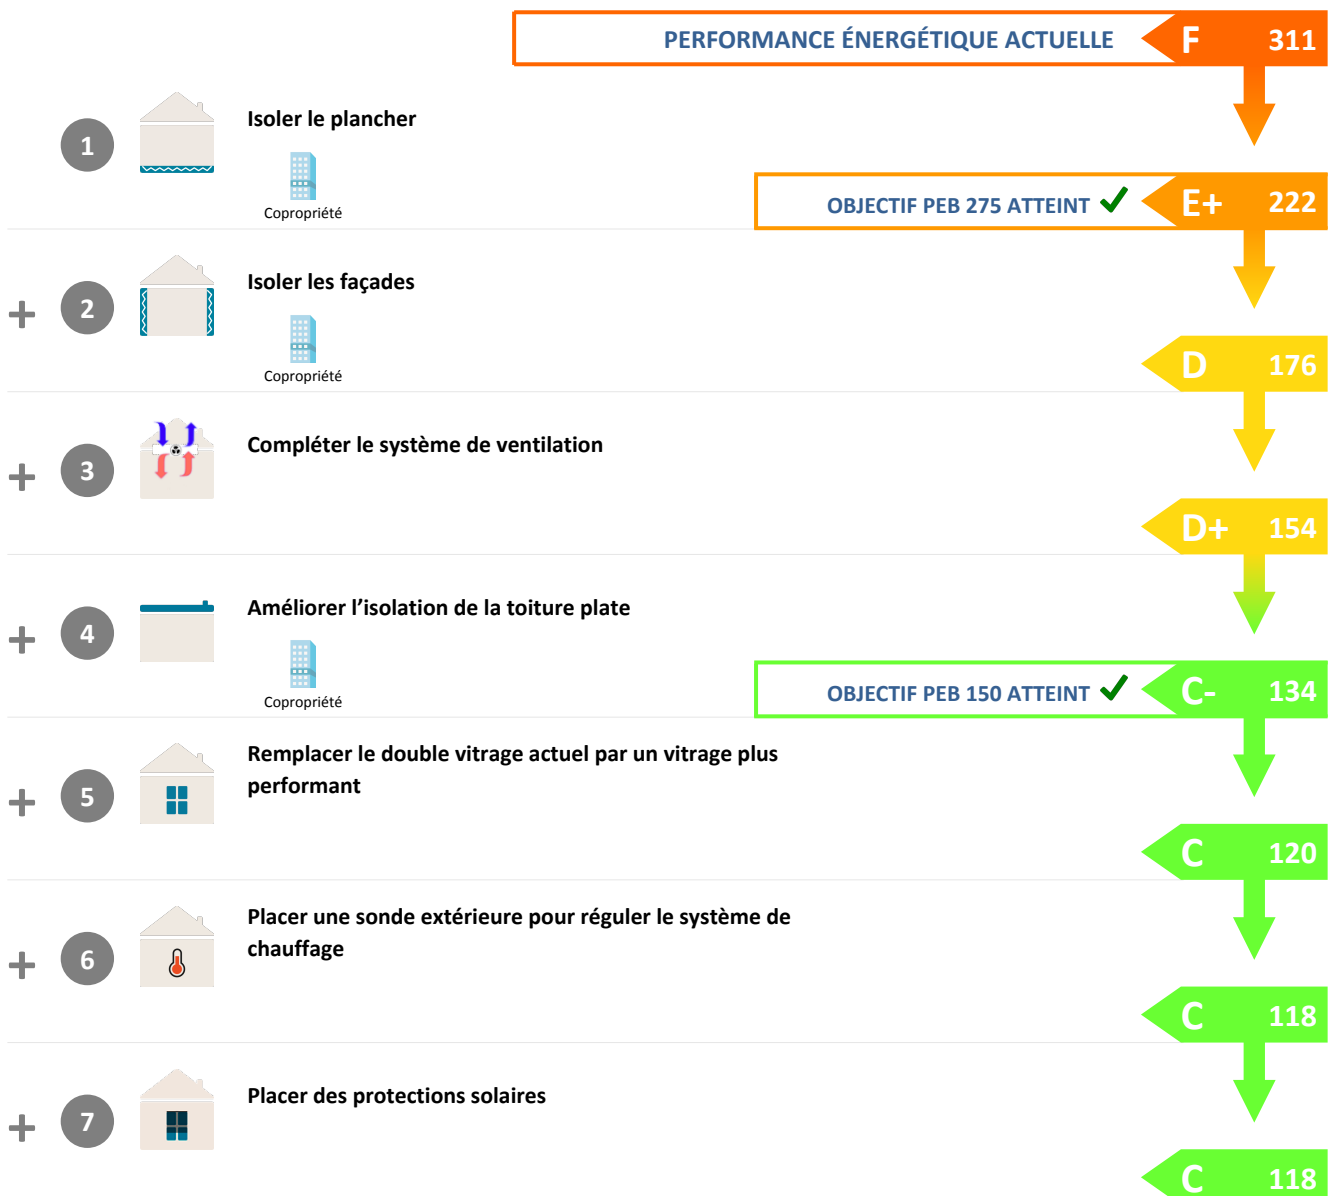 PERFORMANCE ÉNERGÉTIQUE ACTUELLE F 311
1 Isoler le plancher
Copropriété
OBJECTIF PEB 275 ATTEINT E+ 222
+ 2 Isoler les façades
Copropriété
D 176
+ 3 Compléter le système de ventilation
D+ 154
+ 4 Améliorer l’isolation de la toiture plate
Copropriété
OBJECTIF PEB 150 ATTEINT C- 134
+ 5 Remplacer le double vitrage actuel par un vitrage plus
performant
C 120
+ 6 Placer une sonde extérieure pour réguler le système de
chauffage
C 118
+ 7 Placer des protections solaires
C 118